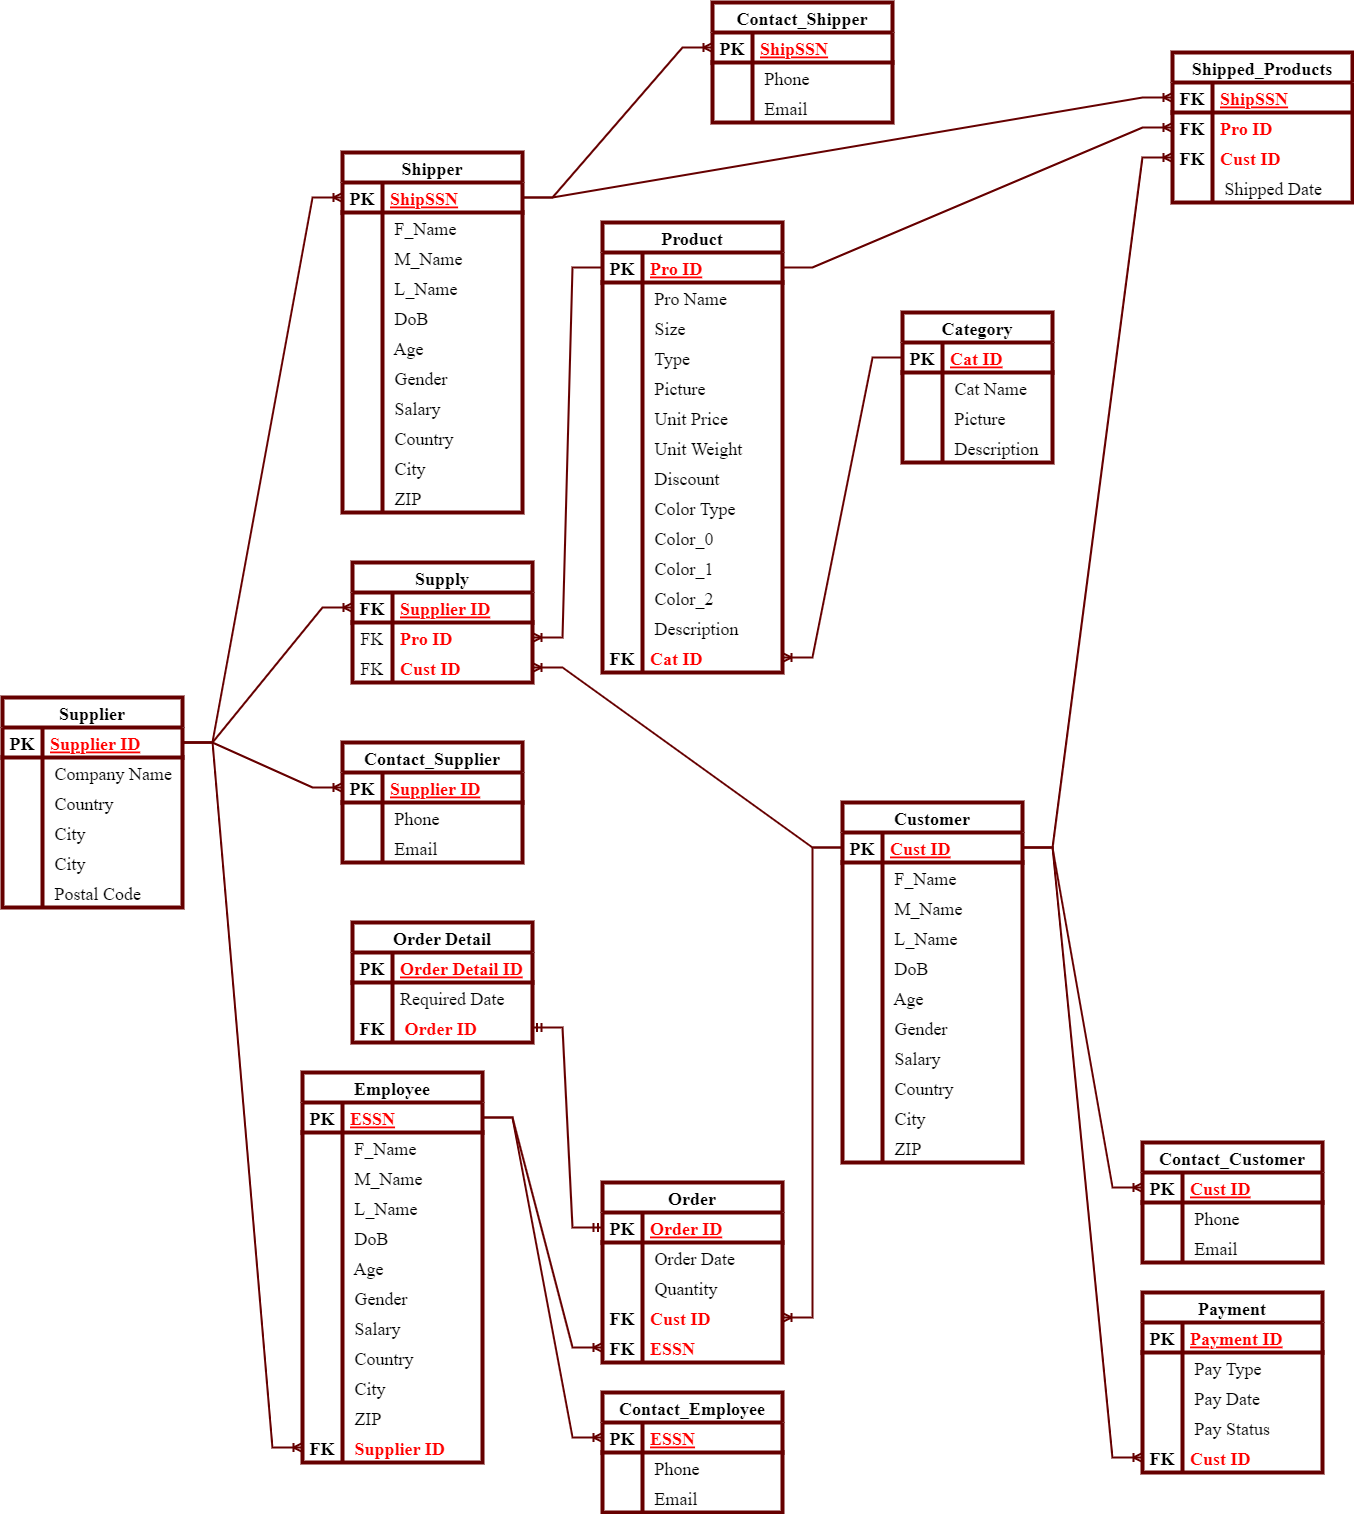 Contact_Shipper
PK ShipSSN
Phone
Email
Shipped_Products
FK ShipSSN
FK Pro ID
FK Cust ID
Shipped Date
Shipper
PK ShipSSN
F_Name
M_Name
L_Name
DoB
Age
Gender
Salary
Country
City
ZIP
Product
PK Pro ID
Pro Name
Size
Type
Picture
Unit Price
Unit Weight
Discount
Color Type
Color_0
Color_1
Color_2
Description
FK Cat ID
Category
PK Cat ID
Cat Name
Picture
Description
Supply
FK Supplier ID
FK Pro ID
FK Cust ID
Supplier
PK Supplier ID
Company Name
Country
City
City
Postal Code
Contact_Supplier
PK Supplier ID
Phone
Email
Customer
PK Cust ID
F_Name
M_Name
L_Name
DoB
Age
Gender
Salary
Country
City
ZIP
Order Detail
PK Order Detail ID
Required Date
FK Order ID
Employee
PK ESSN
F_Name
M_Name
L_Name
DoB
Age
Gender
Salary
Country
City
ZIP
FK Supplier ID
Order
PK Order ID
Order Date
Quantity
FK Cust ID
FK ESSN
Contact_Customer
PK Cust ID
Phone
Email
Payment
PK Payment ID
Pay Type
Pay Date
Pay Status
FK Cust ID
Contact_Employee
PK ESSN
Phone
Email